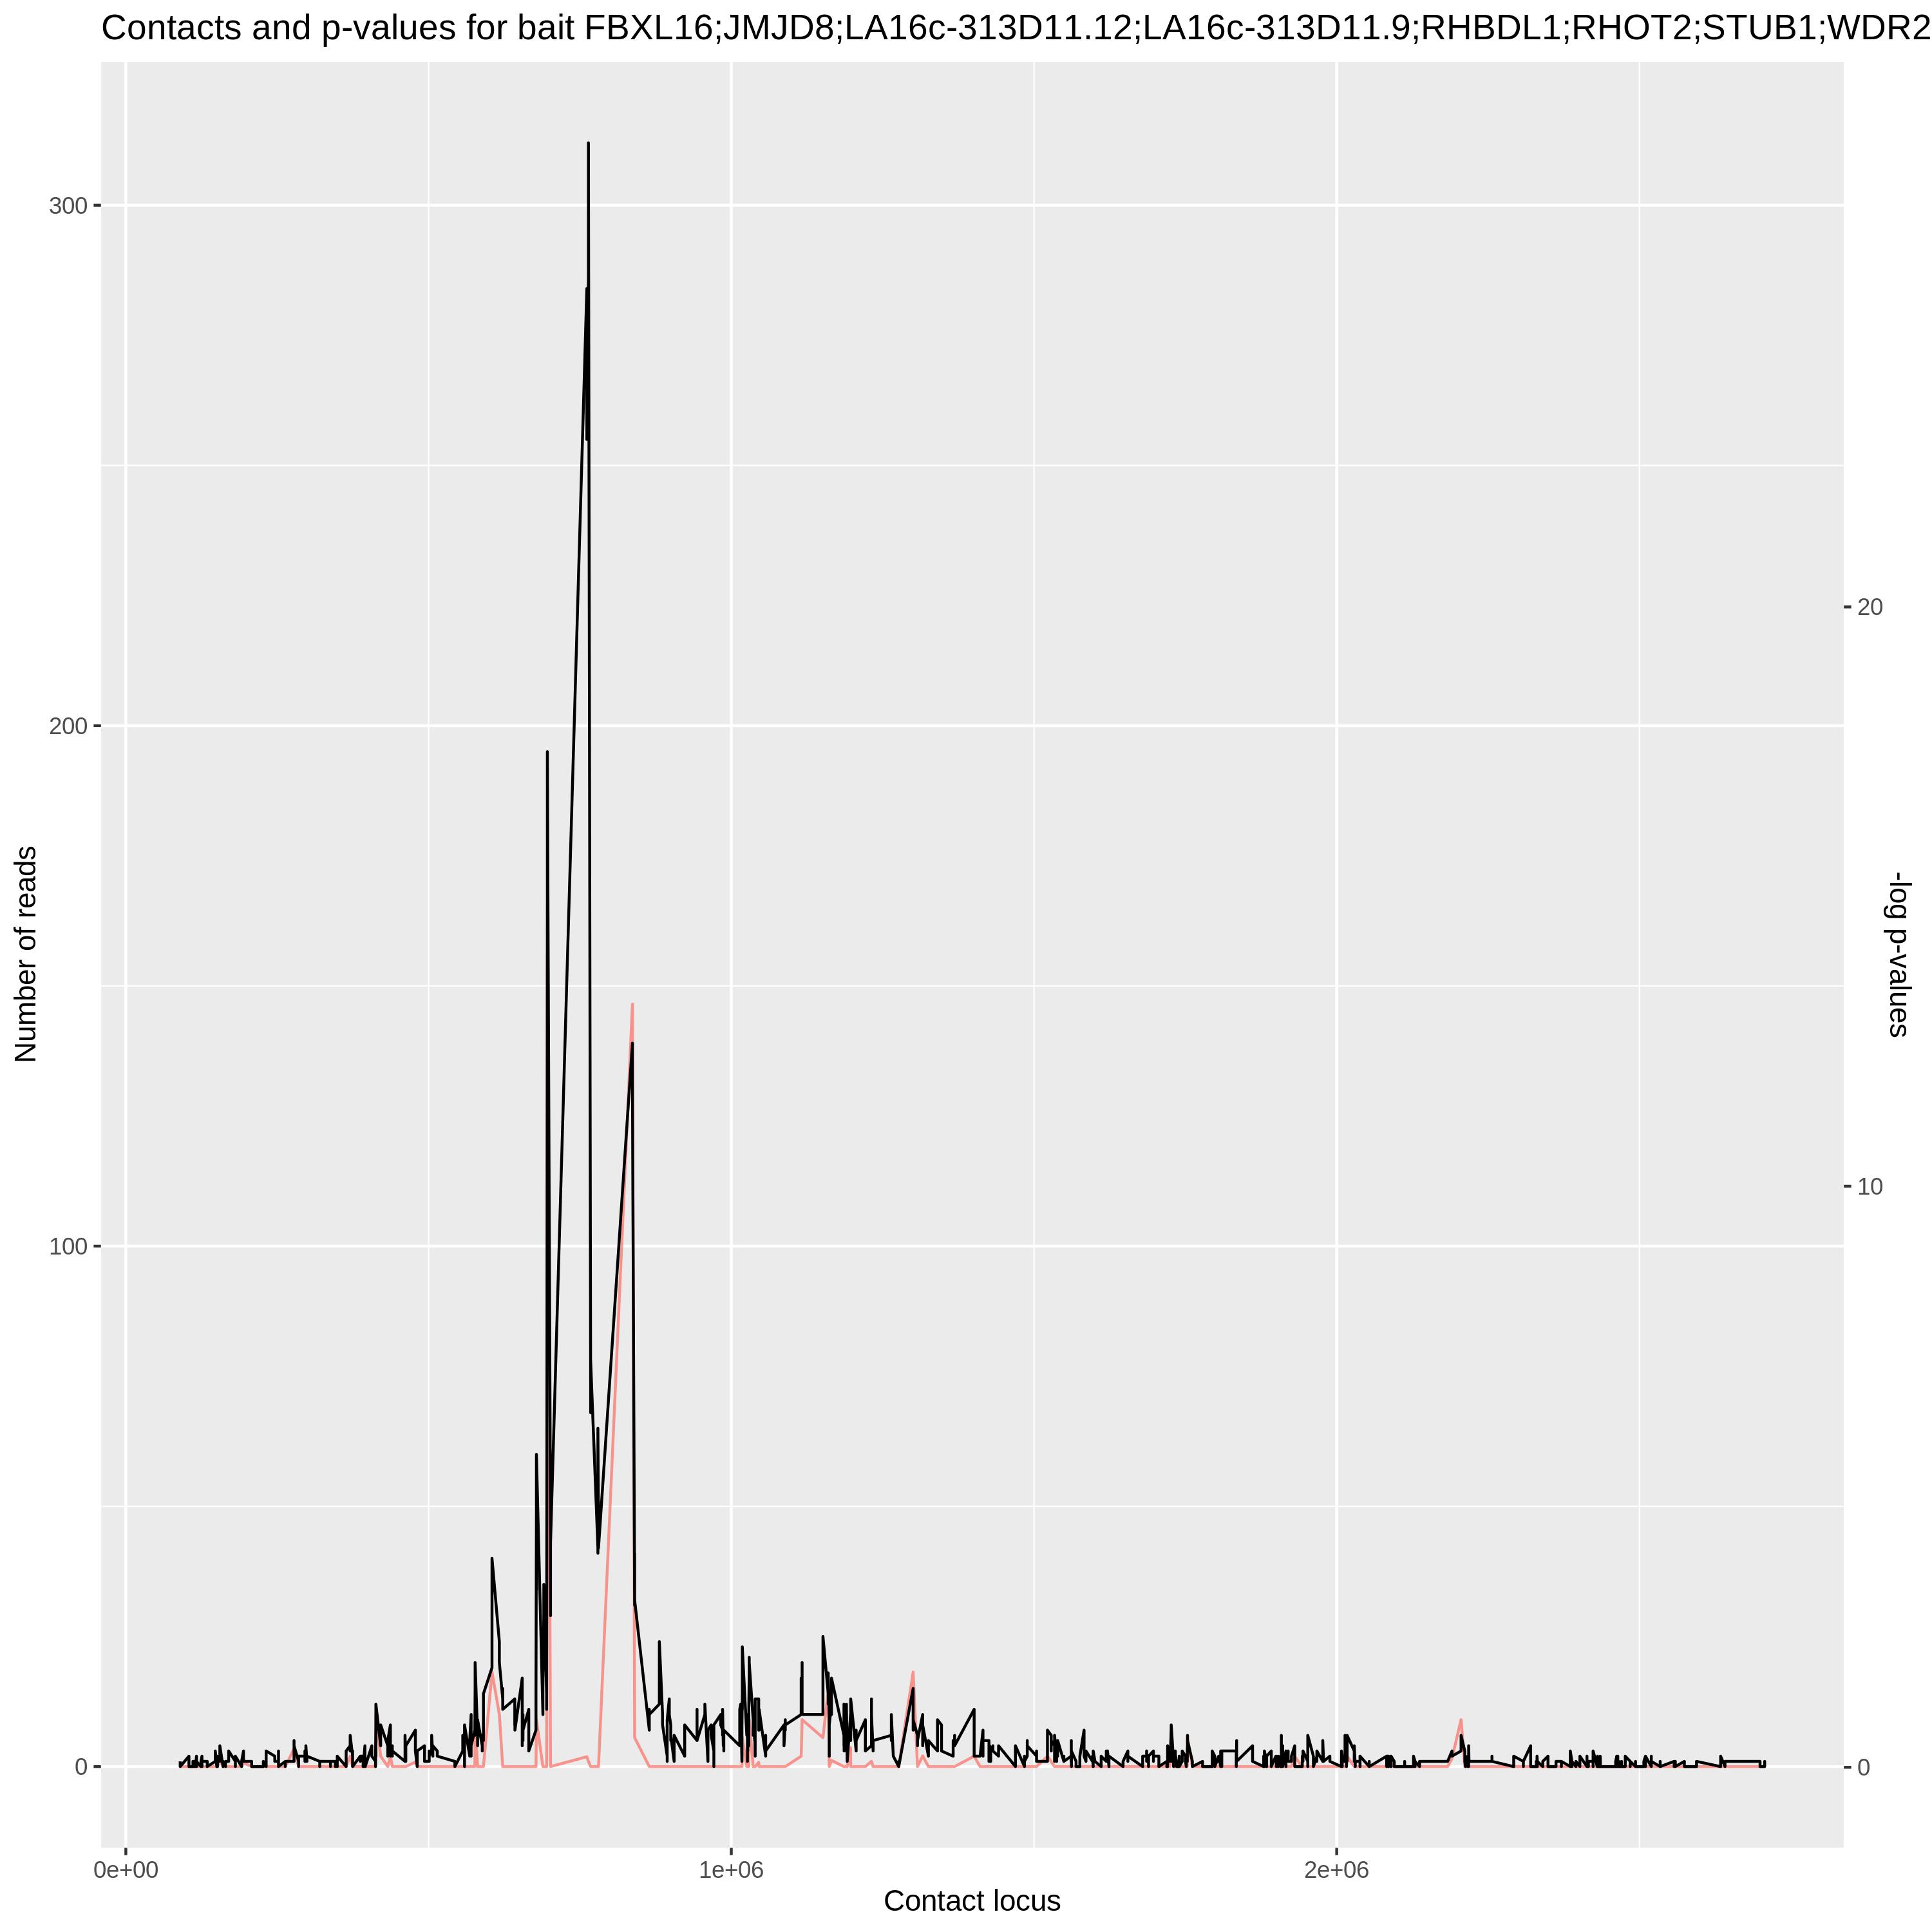 Contacts and p-values for bait FBXL16;JMJD8;LA16c-313D11.12;LA16c-313D11.9;RHBDL1;RHOT2;STUB1;WDR2
300
200
100
0
Number of reads
20
10
0
-log p-values
0e+00
1e+06
2e+06
Contact locus